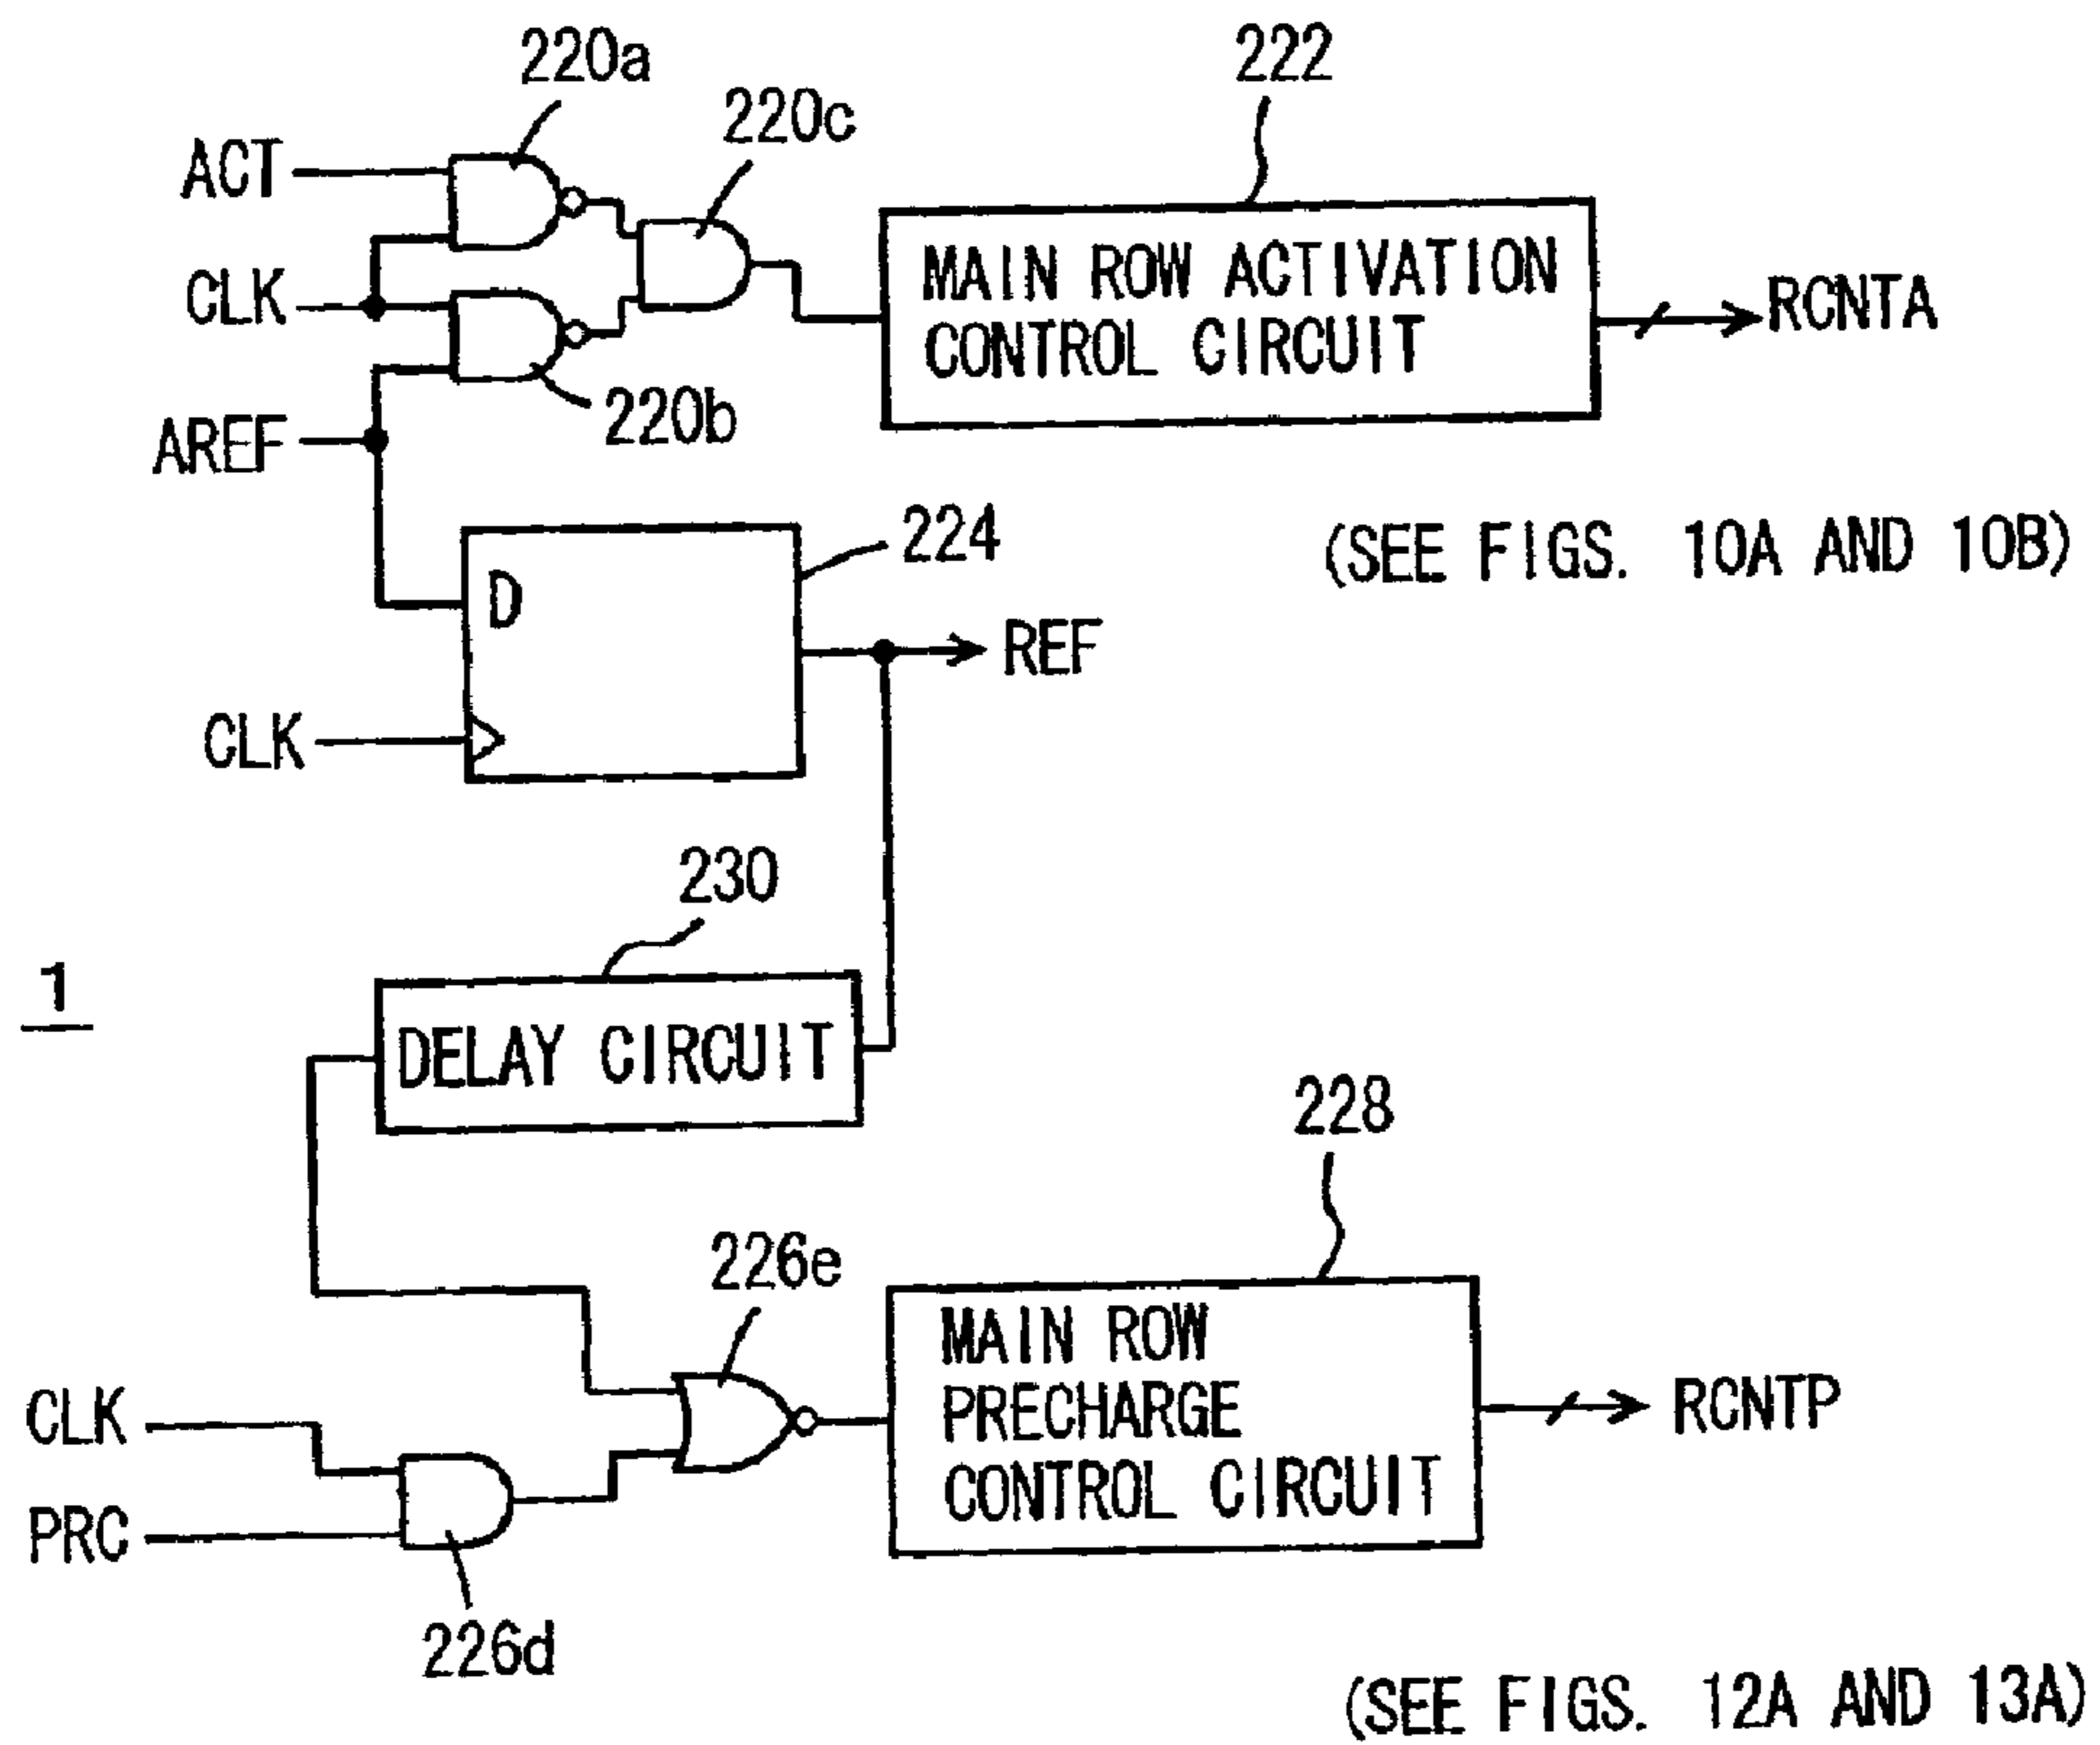 220a
222
220c
ACT
CLK
MAIN ROW ACTIVATION
CONTROL CIRCUIT
RCNTA
220b
AREF
224
(SEE FIGS. 10A AND 10B)
D
REF
CLK
230
1
DELAY CIRCUIT
228
226e
MAIN ROW
PRECHARGE
CONTROL CIRCUIT
RCNTP
CLK
PRC
226d
(SEE FIGS. 12A AND 13A)